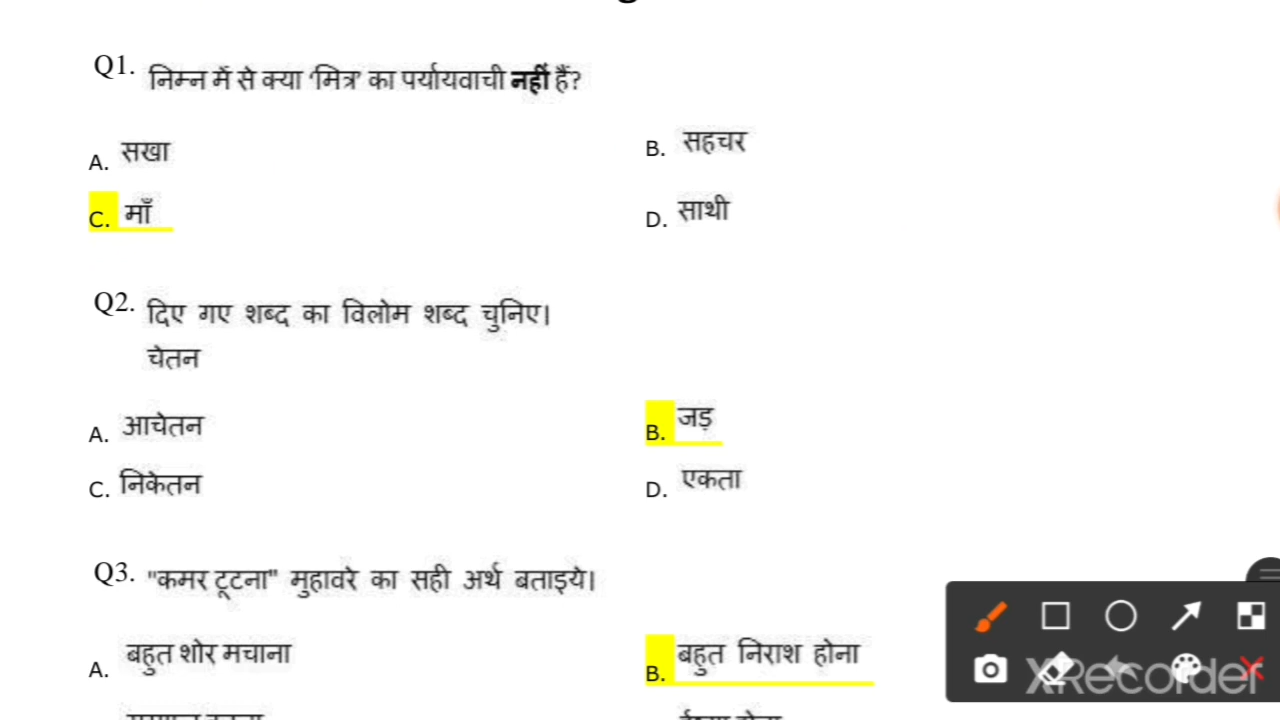 Q1. निम्न में से क्या 'मित्र' का पर्यायवाची नहीं हैं?
A. सखा
B. सहचर
C. माँ
D. साथी
Q2. दिए गए शब्द का विलोम शब्द चुनिए।
चेतन
A. आचेतन
B. जड़
C. निकेतन
D. एकता
Q3. "कमर टूटना" मुहावरे का सही अर्थ बताइये।
A. बहुत शोर मचाना
B. बहुत निराश होना
XRecorder